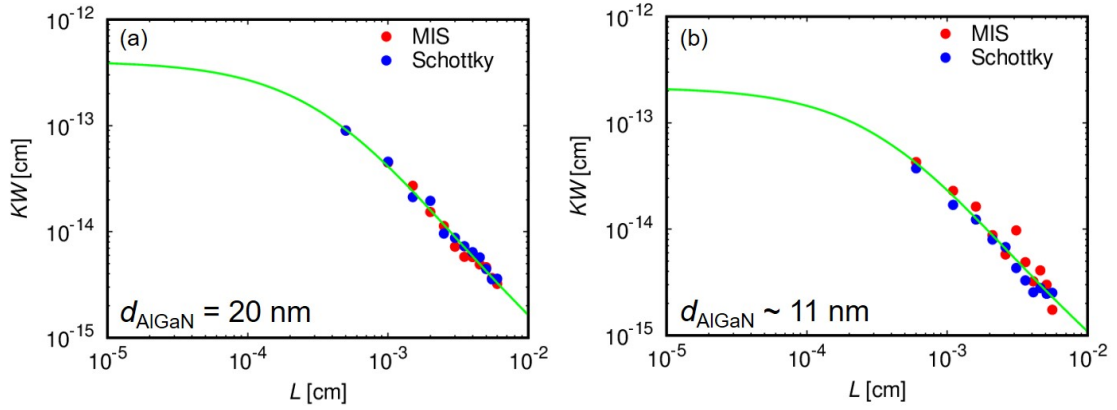 (a)
MIS
Schottky
10⁻¹²
10⁻¹³
10⁻¹⁴
10⁻¹⁵
KW [cm]
d_AlGaN = 20 nm
10⁻⁵
10⁻⁴
10⁻³
10⁻²
L [cm]
(b)
MIS
Schottky
10⁻¹²
10⁻¹³
10⁻¹⁴
10⁻¹⁵
KW [cm]
d_AlGaN ~ 11 nm
10⁻⁵
10⁻⁴
10⁻³
10⁻²
L [cm]